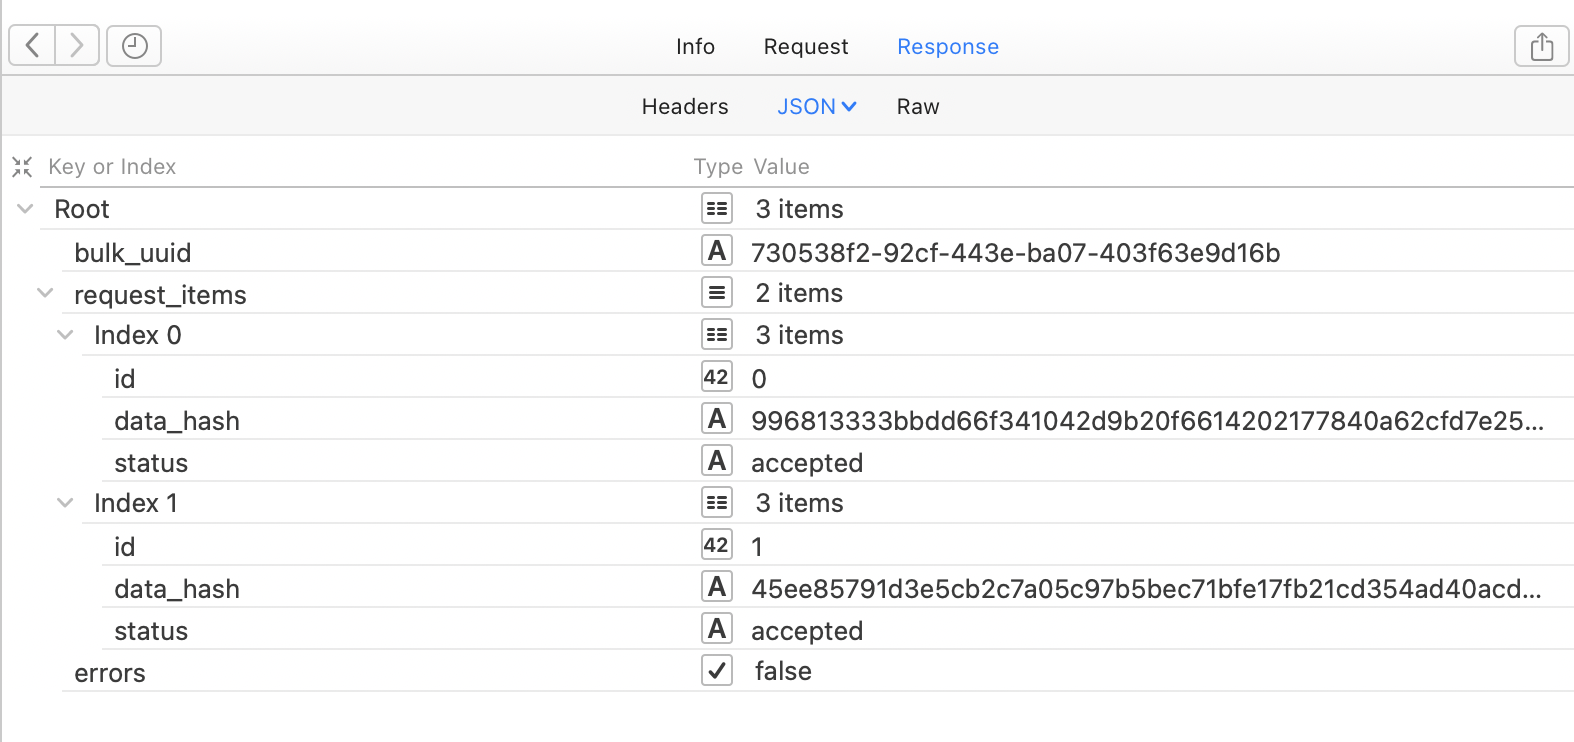 Info Request Response
Headers JSON Raw
Key or Index Type Value
Root 3 items
bulk_uuid A 730538f2-92cf-443e-ba07-403f63e9d16b
request_items 2 items
Index 0 3 items
id 42 0
data_hash A 996813333bbdd66f341042d9b20f6614202177840a62cfd7e25...
status A accepted
Index 1 3 items
id 42 1
data_hash A 45ee85791d3e5cb2c7a05c97b5bec71bfe17fb21cd354ad40acd...
status A accepted
errors false